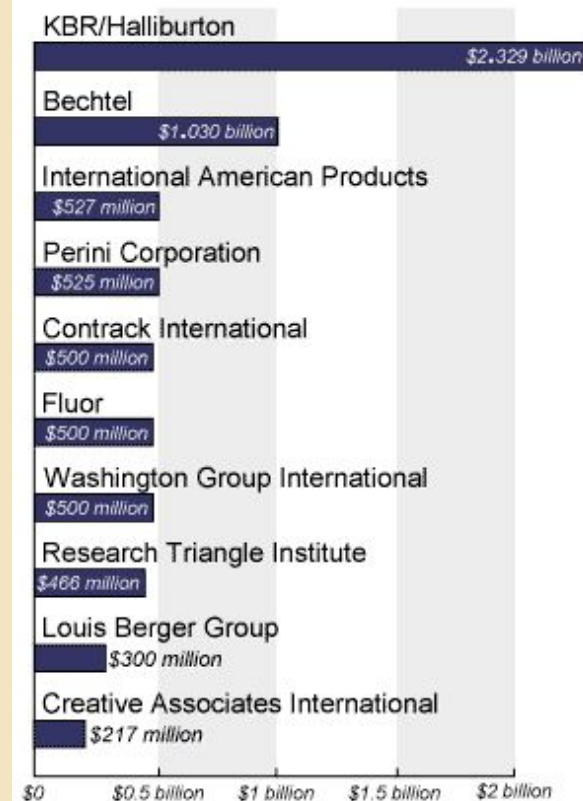 KBR/Halliburton
$2.329 billion
Bechtel
$1.030 billion
International American Products
$527 million
Perini Corporation
$525 million
Contrack International
$500 million
Fluor
$500 million
Washington Group International
$500 million
Research Triangle Institute
$466 million
Louis Berger Group
$300 million
Creative Associates International
$217 million
$0 $0.5 billion $1 billion $1.5 billion $2 billion